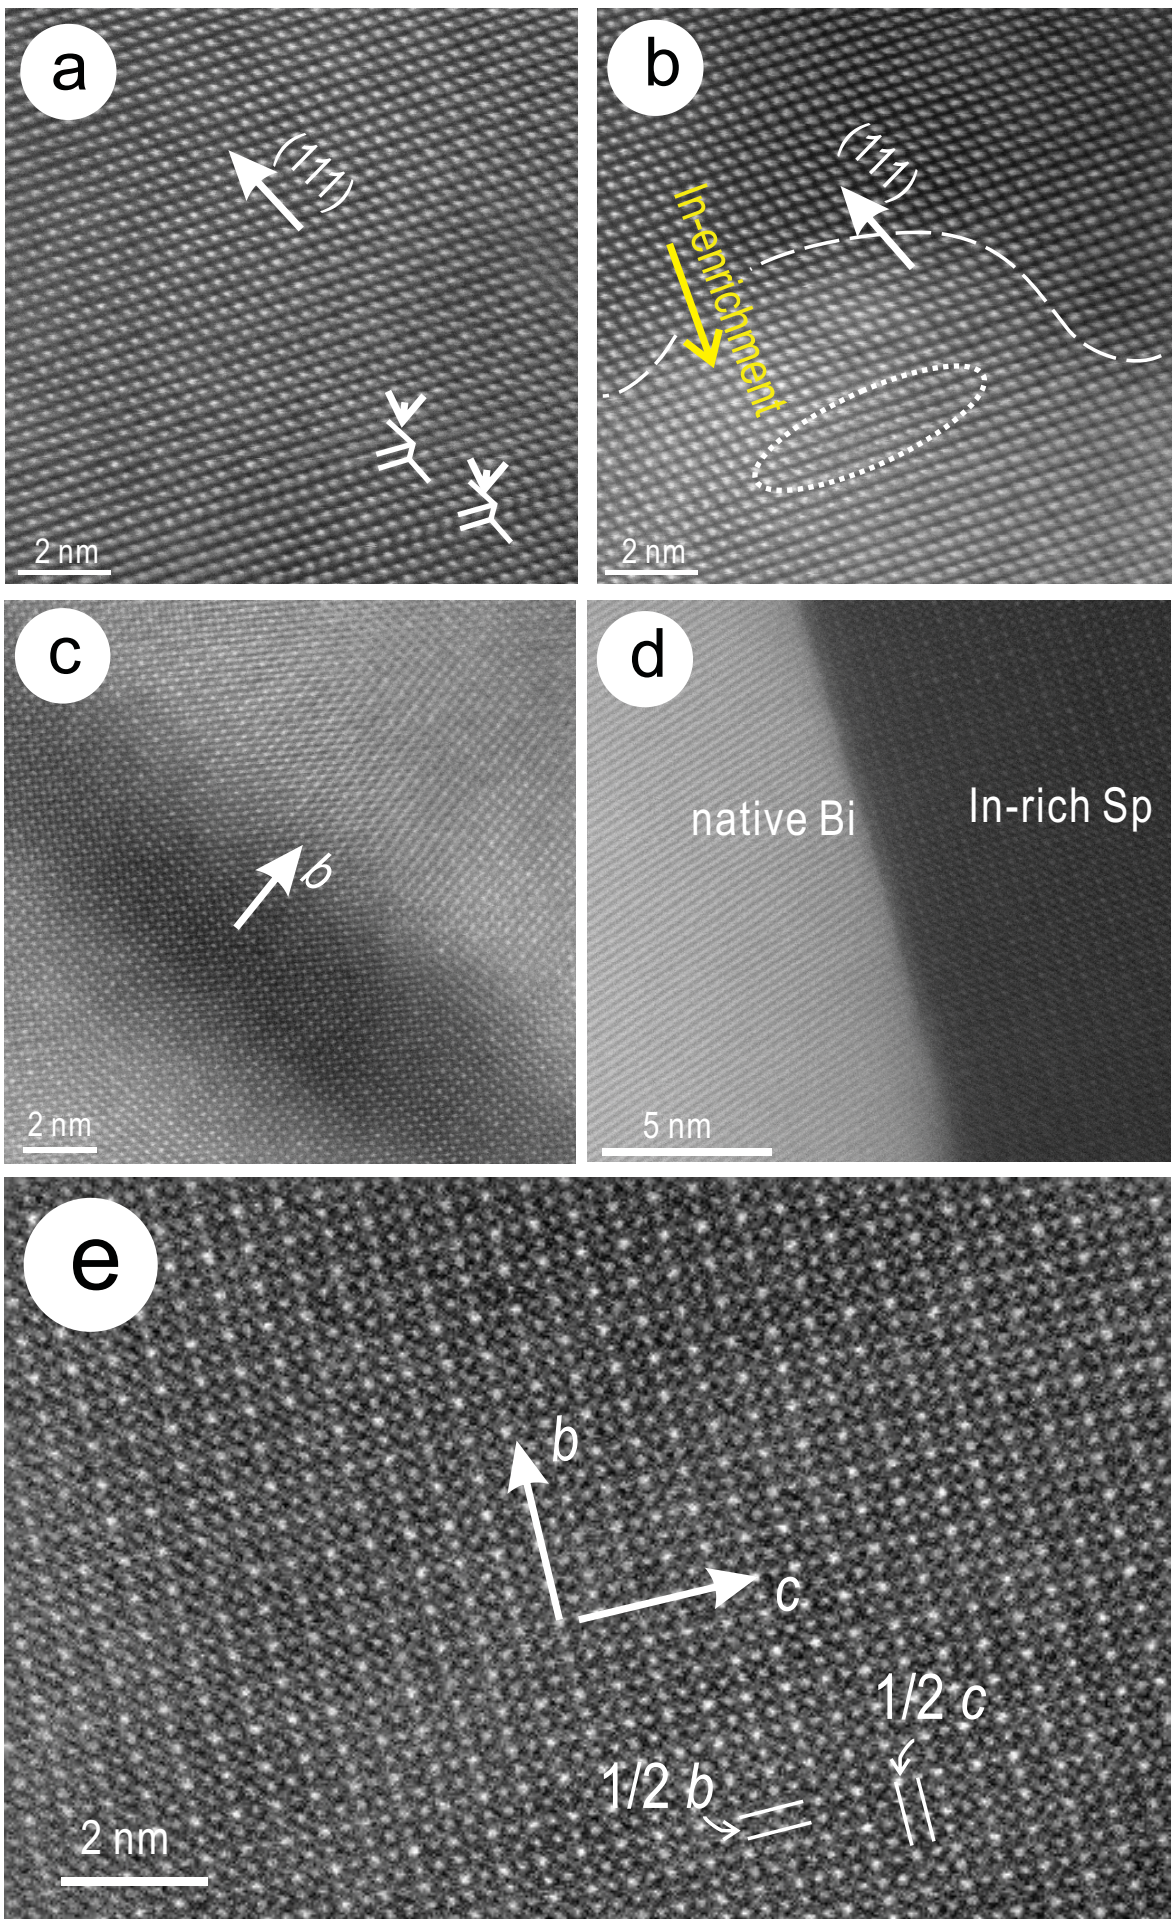 a
(111)
2 nm
b
(111)
In-enrichment
2 nm
c
b
2 nm
d
native Bi
In-rich Sp
5 nm
e
b
c
1/2 c
1/2 b
2 nm